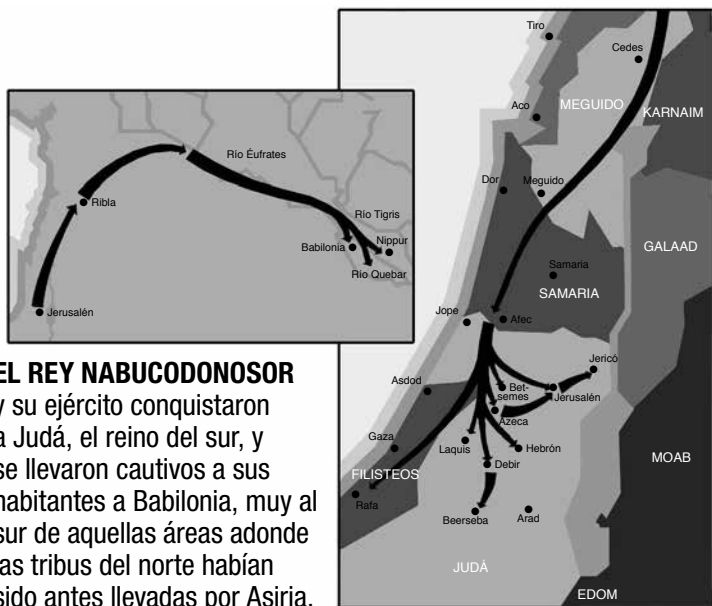 Tiro
Cedes
MEGUIDO
KARNAIM
Aco
Dor
Meguido
GALAAD
Samaria
SAMARIA
Jope
Afec
Jericó
Asdod
Bet-
semes
Jerusalén
Azeca
Gaza
Laquis
Hebrón
MOAB
FILISTEOS
Debir
Rafa
Beerseba
Arad
JUDÁ
EDOM
Río Éufrates
Ribla
Río Tigris
Babilonia
Nippur
Río Quebar
Jerusalén
EL REY NABUCODONOSOR
y su ejército conquistaron
a Judá, el reino del sur, y
se llevaron cautivos a sus
habitantes a Babilonia, muy al
sur de aquellas áreas adonde
las tribus del norte habían
sido antes llevadas por Asiria.